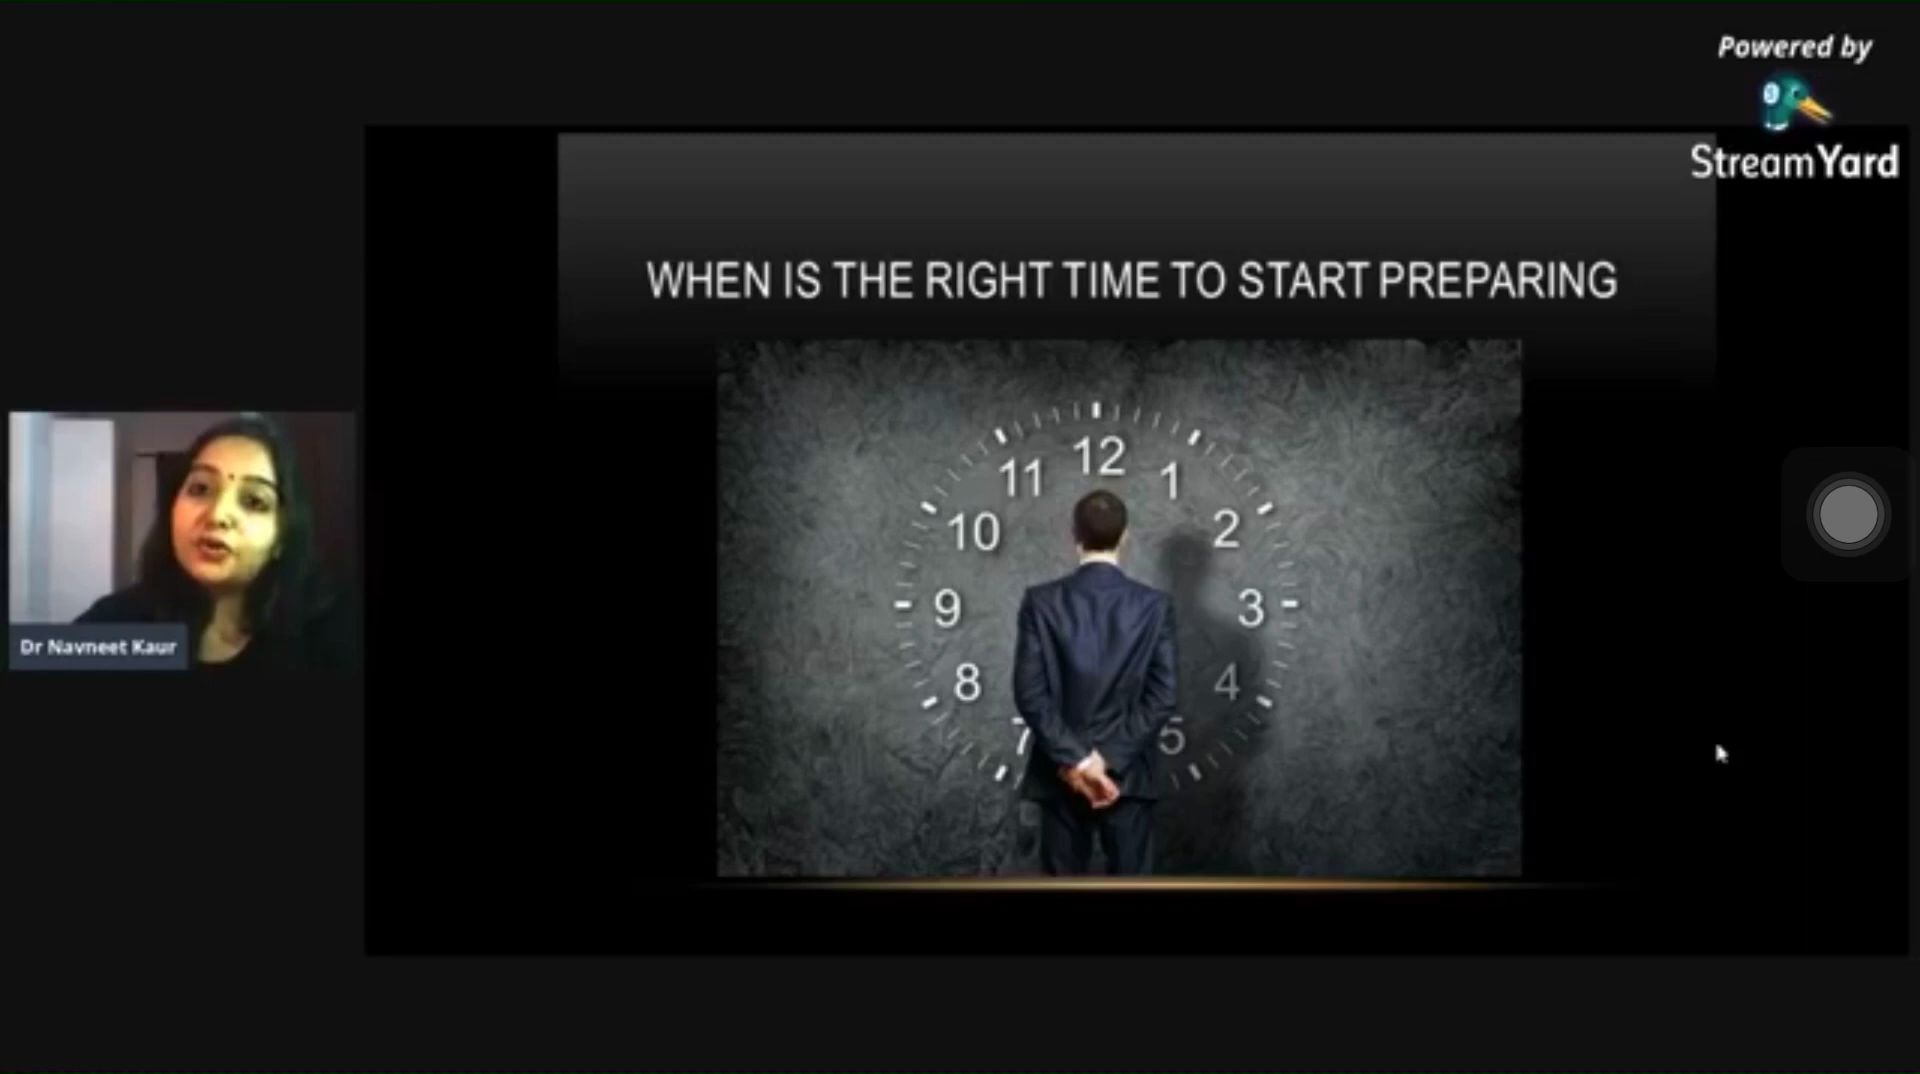 Powered by
StreamYard
WHEN IS THE RIGHT TIME TO START PREPARING
12
11
1
10
2
9
3
8
4
7
5
Dr Navneet Kaur